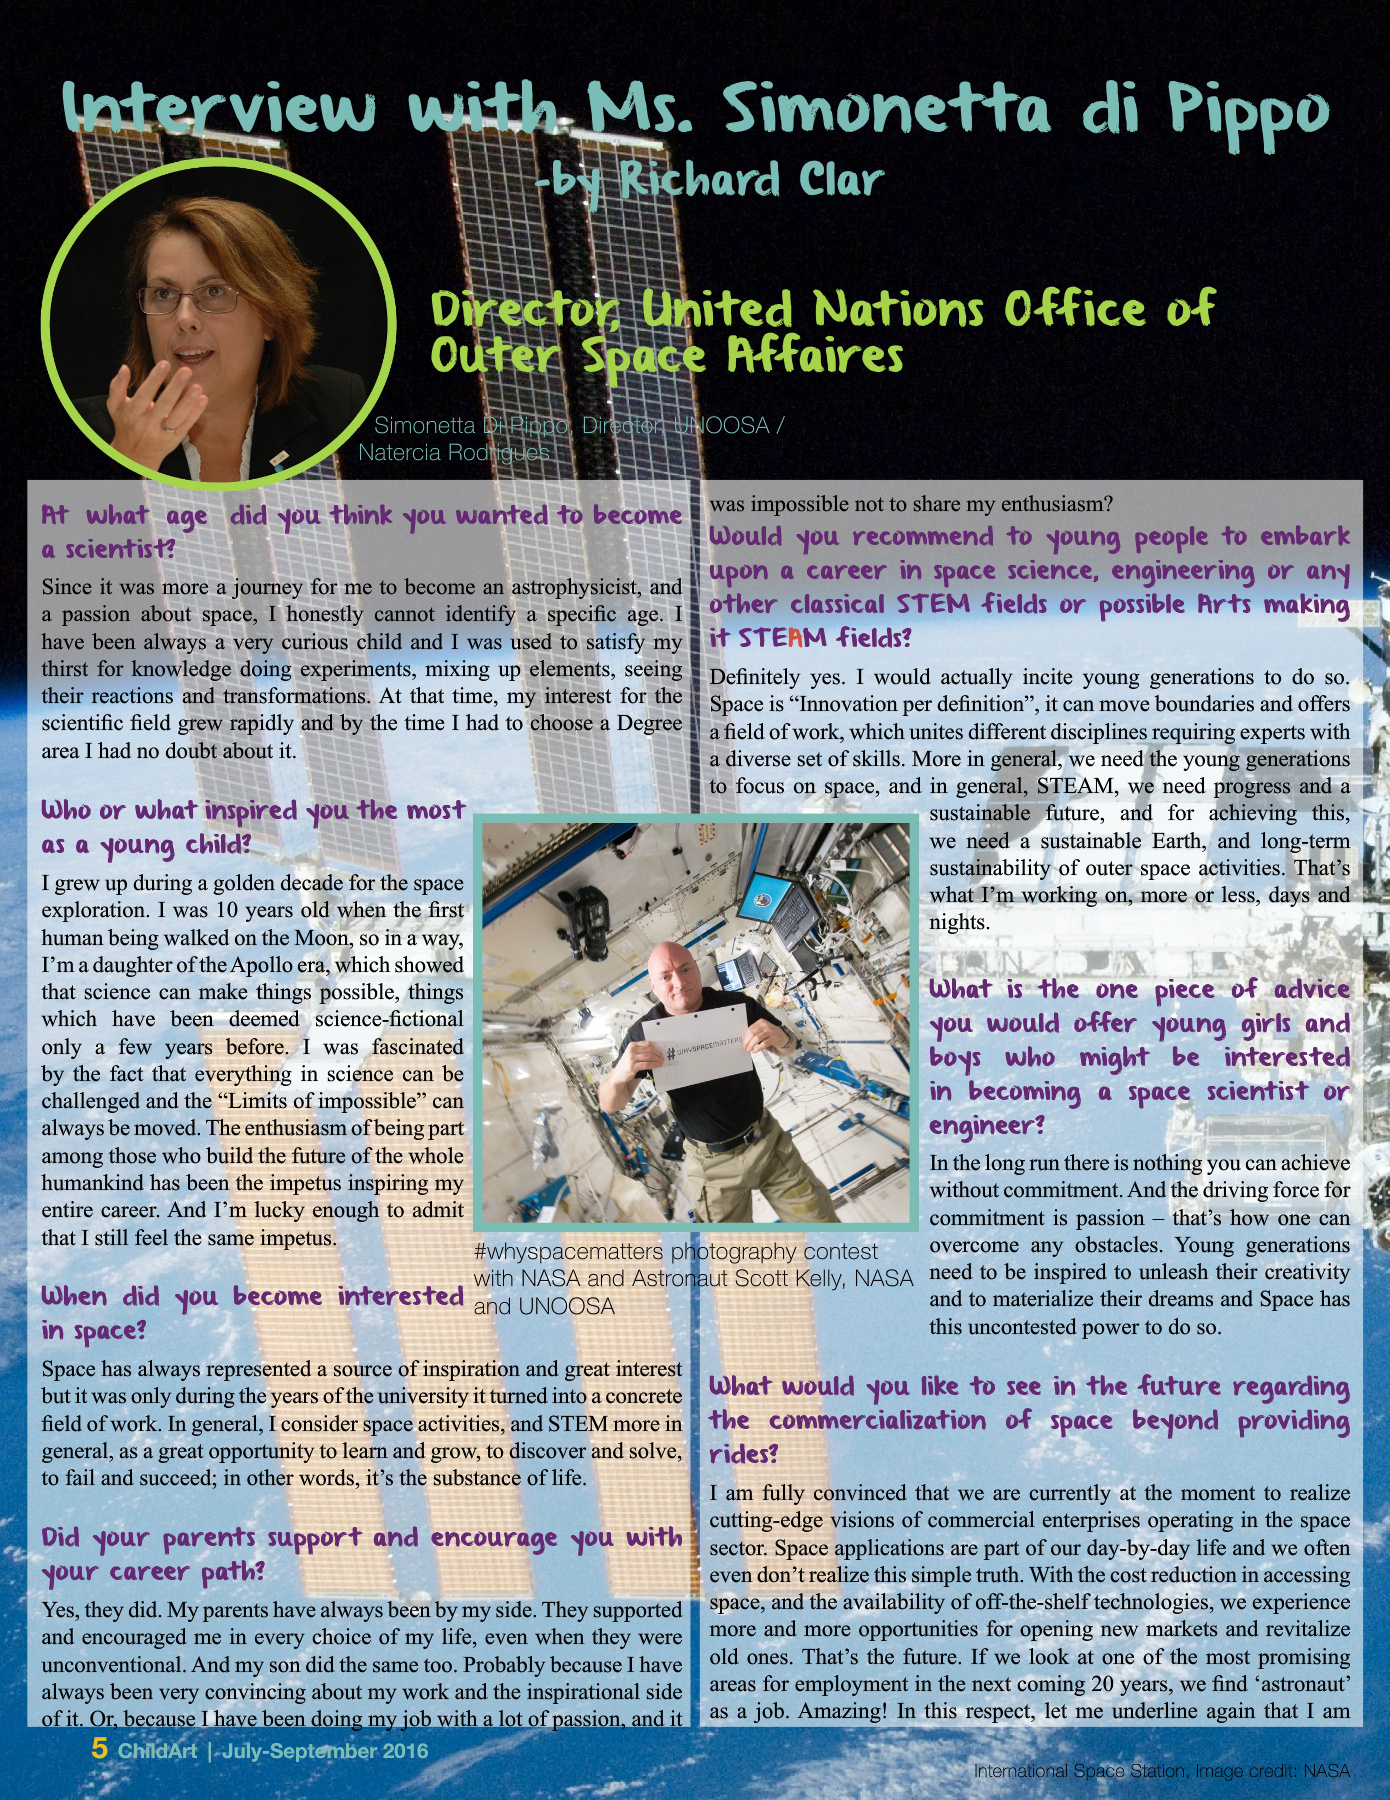 Interview with Ms. Simonetta di Pippo
-by Richard Clar
Director, United Nations Office of
Outer Space Affaires
Simonetta Di Pippo, Director, UNOOSA /
Natercia Rodrigues
At what age did you think you wanted to become
a scientist?
Since it was more a journey for me to become an astrophysicist, and
a passion about space, I honestly cannot identify a specific age. I
have been always a very curious child and I was used to satisfy my
thirst for knowledge doing experiments, mixing up elements, seeing
their reactions and transformations. At that time, my interest for the
scientific field grew rapidly and by the time I had to choose a Degree
area I had no doubt about it.
Who or what inspired you the most
as a young child?
I grew up during a golden decade for the space
exploration. I was 10 years old when the first
human being walked on the Moon, so in a way,
I'm a daughter of the Apollo era, which showed
that science can make things possible, things
which have been deemed science-fictional
only a few years before. I was fascinated
by the fact that everything in science can be
challenged and the “Limits of impossible” can
always be moved. The enthusiasm of being part
among those who build the future of the whole
humankind has been the impetus inspiring my
entire career. And I'm lucky enough to admit
that I still feel the same impetus.
When did you become interested
in space?
Space has always represented a source of inspiration and great interest
but it was only during the years of the university it turned into a concrete
field of work. In general, I consider space activities, and STEM more in
general, as a great opportunity to learn and grow, to discover and solve,
to fail and succeed; in other words, it's the substance of life.
Did your parents support and encourage you with
your career path?
Yes, they did. My parents have always been by my side. They supported
and encouraged me in every choice of my life, even when they were
unconventional. And my son did the same too. Probably because I have
always been very convincing about my work and the inspirational side
of it. Or, because I have been doing my job with a lot of passion, and it
was impossible not to share my enthusiasm?
Would you recommend to young people to embark
upon a career in space science, engineering or any
other classical STEM fields or possible Arts making
it STEAM fields?
Definitely yes. I would actually incite young generations to do so.
Space is “Innovation per definition”, it can move boundaries and offers
a field of work, which unites different disciplines requiring experts with
a diverse set of skills. More in general, we need the young generations
to focus on space, and in general, STEAM, we need progress and a
sustainable future, and for achieving this,
we need a sustainable Earth, and long-term
sustainability of outer space activities. That's
what I'm working on, more or less, days and
nights.
#WHYSPACEMATTERS
#whyspacematters photography contest
with NASA and Astronaut Scott Kelly, NASA
and UNOOSA
What is the one piece of advice
you would offer young girls and
boys who might be interested
in becoming a space scientist or
engineer?
In the long run there is nothing you can achieve
without commitment. And the driving force for
commitment is passion – that's how one can
overcome any obstacles. Young generations
need to be inspired to unleash their creativity
and to materialize their dreams and Space has
this uncontested power to do so.
What would you like to see in the future regarding
the commercialization of space beyond providing
rides?
I am fully convinced that we are currently at the moment to realize
cutting-edge visions of commercial enterprises operating in the space
sector. Space applications are part of our day-by-day life and we often
even don't realize this simple truth. With the cost reduction in accessing
space, and the availability of off-the-shelf technologies, we experience
more and more opportunities for opening new markets and revitalize
old ones. That's the future. If we look at one of the most promising
areas for employment in the next coming 20 years, we find ‘astronaut’
as a job. Amazing! In this respect, let me underline again that I am
5 ChildArt | July-September 2016
International Space Station, Image credit: NASA